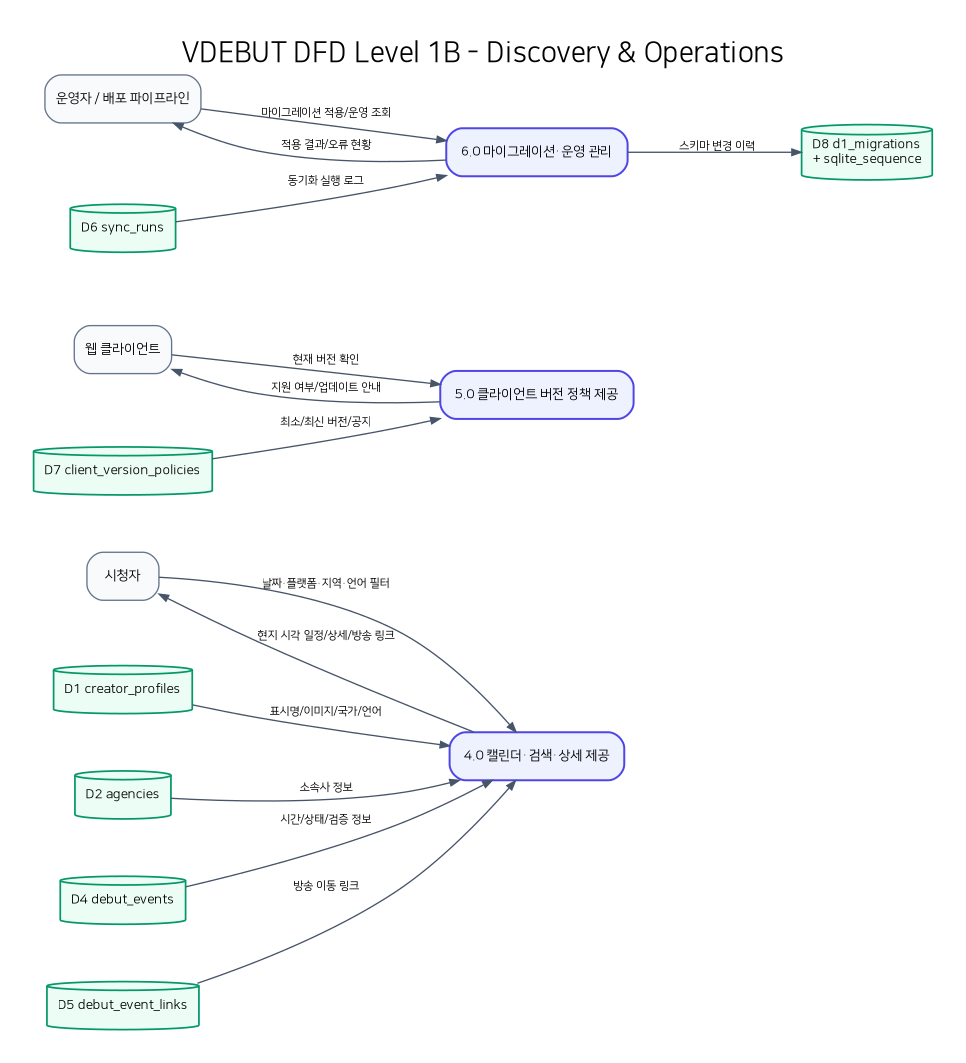 VDEBUT DFD Level 1B - Discovery & Operations
운영자 / 배포 파이프라인
마이그레이션 적용/운영 조회
적용 결과/오류 현황
6.0 마이그레이션·운영 관리
스키마 변경 이력
D8 d1_migrations
+ sqlite_sequence
동기화 실행 로그
D6 sync_runs
웹 클라이언트
현재 버전 확인
지원 여부/업데이트 안내
5.0 클라이언트 버전 정책 제공
최소/최신 버전/공지
D7 client_version_policies
시청자
날짜·플랫폼·지역·언어 필터
현지 시각 일정/상세/방송 링크
D1 creator_profiles
표시명/이미지/국가/언어
4.0 캘린더·검색·상세 제공
D2 agencies
소속사 정보
시간/상태/검증 정보
D4 debut_events
방송 이동 링크
D5 debut_event_links